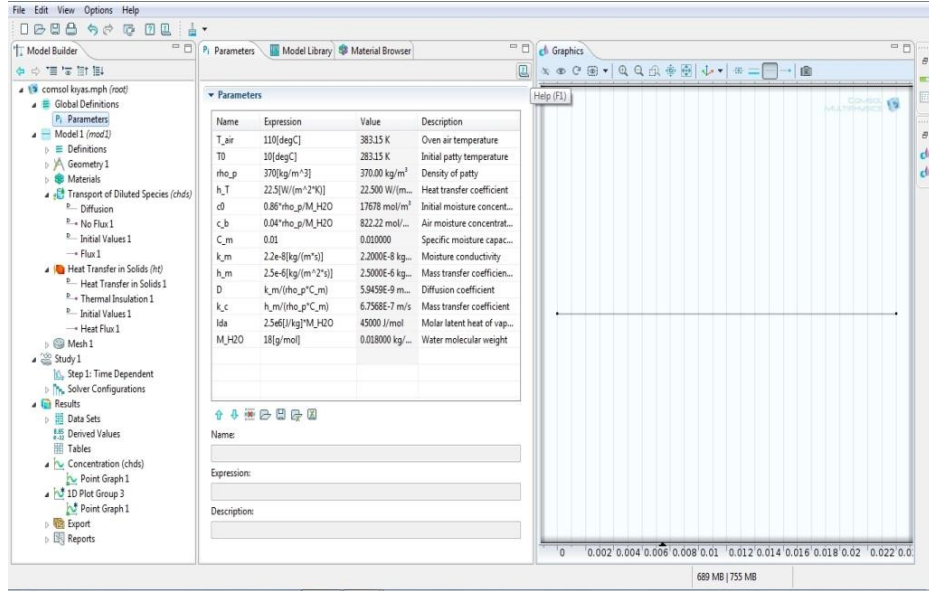 File Edit View Options Help
Model Builder
comsol kıyas.mph (root)
Global Definitions
Pi Parameters
Model 1 (mod1)
Definitions
Geometry 1
Materials
Transport of Diluted Species (chds)
Diffusion
No Flux 1
Initial Values 1
Flux 1
Heat Transfer in Solids (ht)
Heat Transfer in Solids 1
Thermal Insulation 1
Initial Values 1
Heat Flux 1
Mesh 1
Study 1
Step 1: Time Dependent
Solver Configurations
Results
Data Sets
Derived Values
Tables
Concentration (chds)
Point Graph 1
1D Plot Group 3
Point Graph 1
Export
Reports
Pi Parameters Model Library Material Browser
Parameters
Name Expression Value Description
T_air 110[degC] 383.15 K Oven air temperature
T0 10[degC] 283.15 K Initial patty temperature
rho_p 370[kg/m^3] 370.00 kg/m³ Density of patty
h_T 22.5[W/(m^2*K)] 22.500 W/(m... Heat transfer coefficient
c0 0.86*rho_p/M_H2O 17678 mol/m³ Initial moisture concent...
c_b 0.04*rho_p/M_H2O 822.22 mol/... Air moisture concentrat...
C_m 0.01 0.010000 Specific moisture capac...
k_m 2.2e-8[kg/(m*s)] 2.2000E-8 kg... Moisture conductivity
h_m 2.5e-6[kg/(m^2*s)] 2.5000E-6 kg... Mass transfer coefficien...
D k_m/(rho_p*C_m) 5.9459E-9 m... Diffusion coefficient
k_c h_m/(rho_p*C_m) 6.7568E-7 m/s Mass transfer coefficient
lda 2.5e6[J/kg]*M_H2O 45000 J/mol Molar latent heat of vap...
M_H2O 18[g/mol] 0.018000 kg/... Water molecular weight
Name:
Expression:
Description:
Graphics
Help (F1)
COMSOL
MULTIPHYSICS
0 0.002 0.004 0.006 0.008 0.01 0.012 0.014 0.016 0.018 0.02 0.022 0.0
689 MB | 755 MB